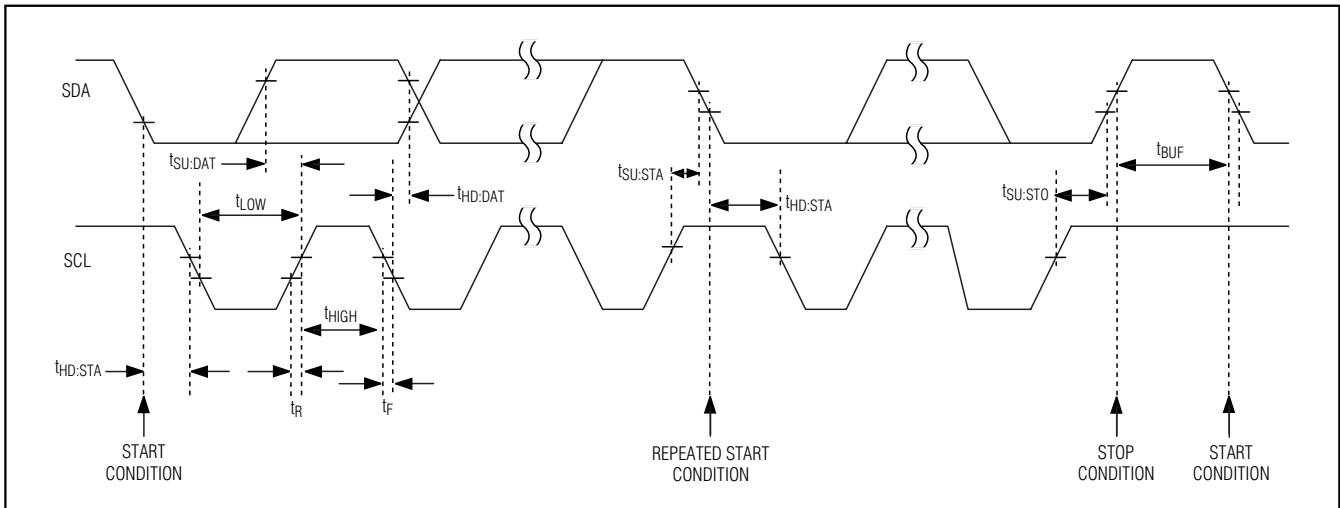 SDA
tSU:DAT
tLOW
tHD:DAT
tSU:STA
tHD:STA
tSU:STO
tBUF
SCL
tHIGH
tHD:STA
tR
tF
START
CONDITION
REPEATED START
CONDITION
STOP
CONDITION
START
CONDITION